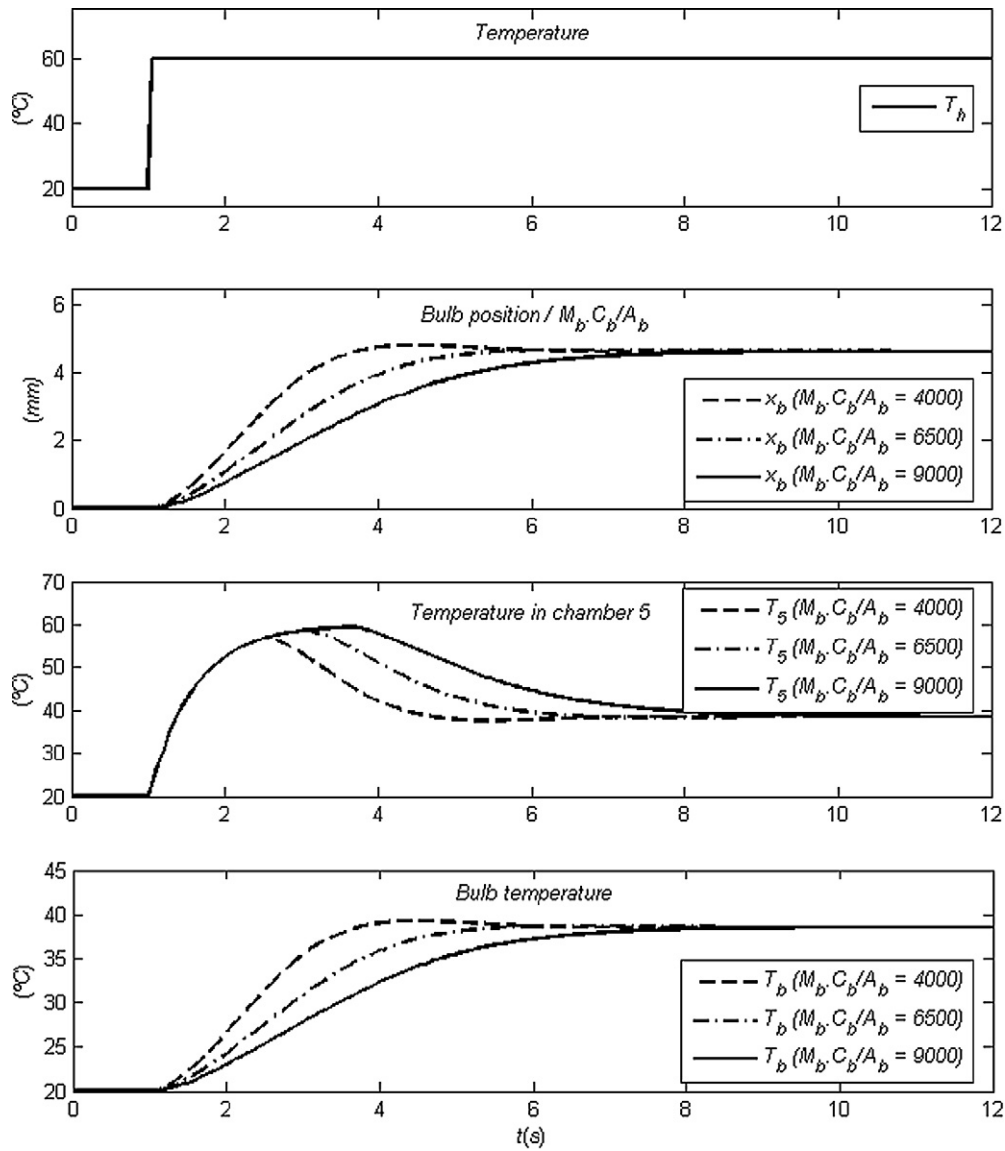 Temperature
(ºC)
60
40
20
T_h
0 2 4 6 8 10 12
Bulb position / M_b.C_b/A_b
(mm)
6
4
2
0
x_b (M_b.C_b/A_b = 4000)
x_b (M_b.C_b/A_b = 6500)
x_b (M_b.C_b/A_b = 9000)
0 2 4 6 8 10 12
Temperature in chamber 5
(ºC)
70
60
50
40
30
20
T_5 (M_b.C_b/A_b = 4000)
T_5 (M_b.C_b/A_b = 6500)
T_5 (M_b.C_b/A_b = 9000)
0 2 4 6 8 10 12
Bulb temperature
(ºC)
45
40
35
30
25
20
T_b (M_b.C_b/A_b = 4000)
T_b (M_b.C_b/A_b = 6500)
T_b (M_b.C_b/A_b = 9000)
0 2 4 6 8 10 12
t(s)